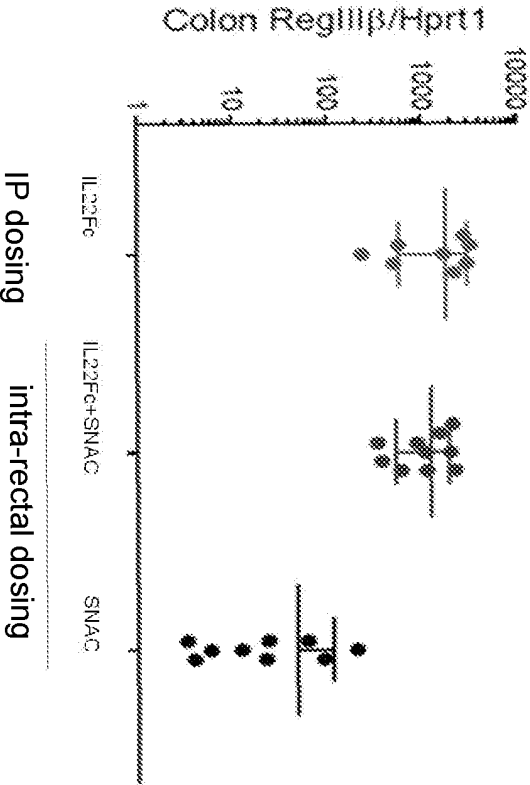 Colon RegIIIβ/Hprt1
10000
1000
100
10
1
IL22Fc
IL22Fc+SNAC
SNAC
IP dosing
intra-rectal dosing